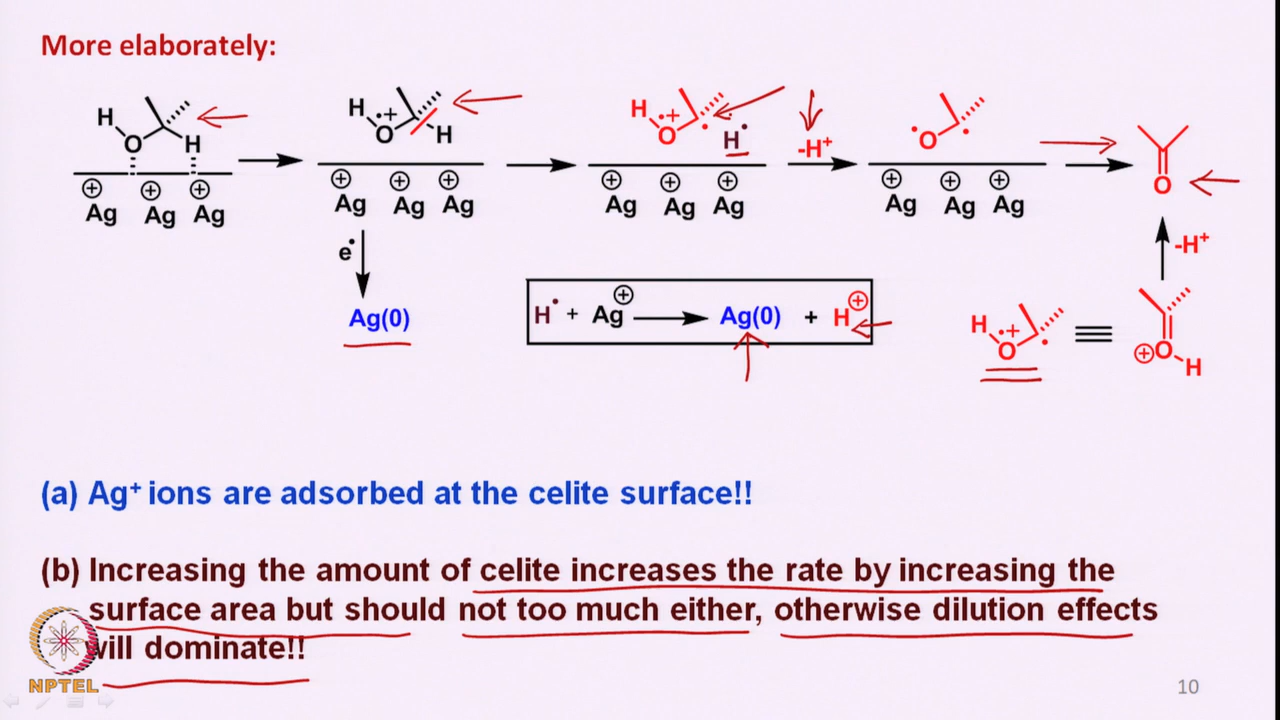 More elaborately:
H O H
H O •+ H
H O •+ • H•
-H+
•O •
O
⊕ Ag ⊕ Ag ⊕ Ag
⊕ Ag ⊕ Ag ⊕ Ag
⊕ Ag ⊕ Ag ⊕ Ag
⊕ Ag ⊕ Ag ⊕ Ag
e•
-H+
Ag(0)
H• + Ag⊕ Ag(0) + H⊕
H O •+ • ≡ ⊕O H
(a) Ag+ ions are adsorbed at the celite surface!!
(b) Increasing the amount of celite increases the rate by increasing the
surface area but should not too much either, otherwise dilution effects
will dominate!!
NPTEL
10